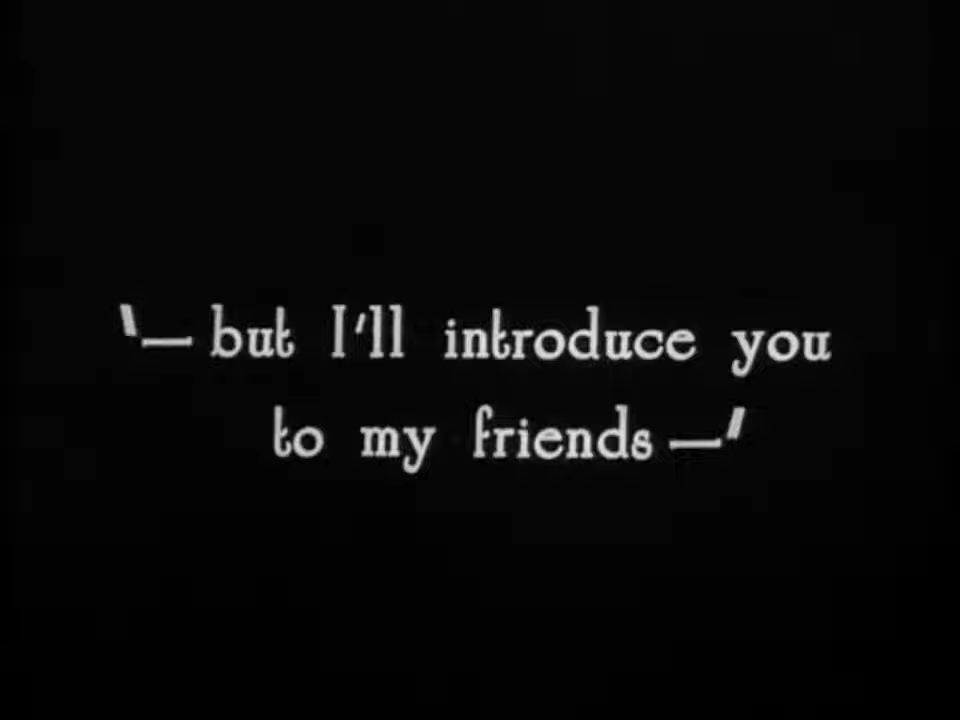 '— but I'll introduce you
to my friends —'